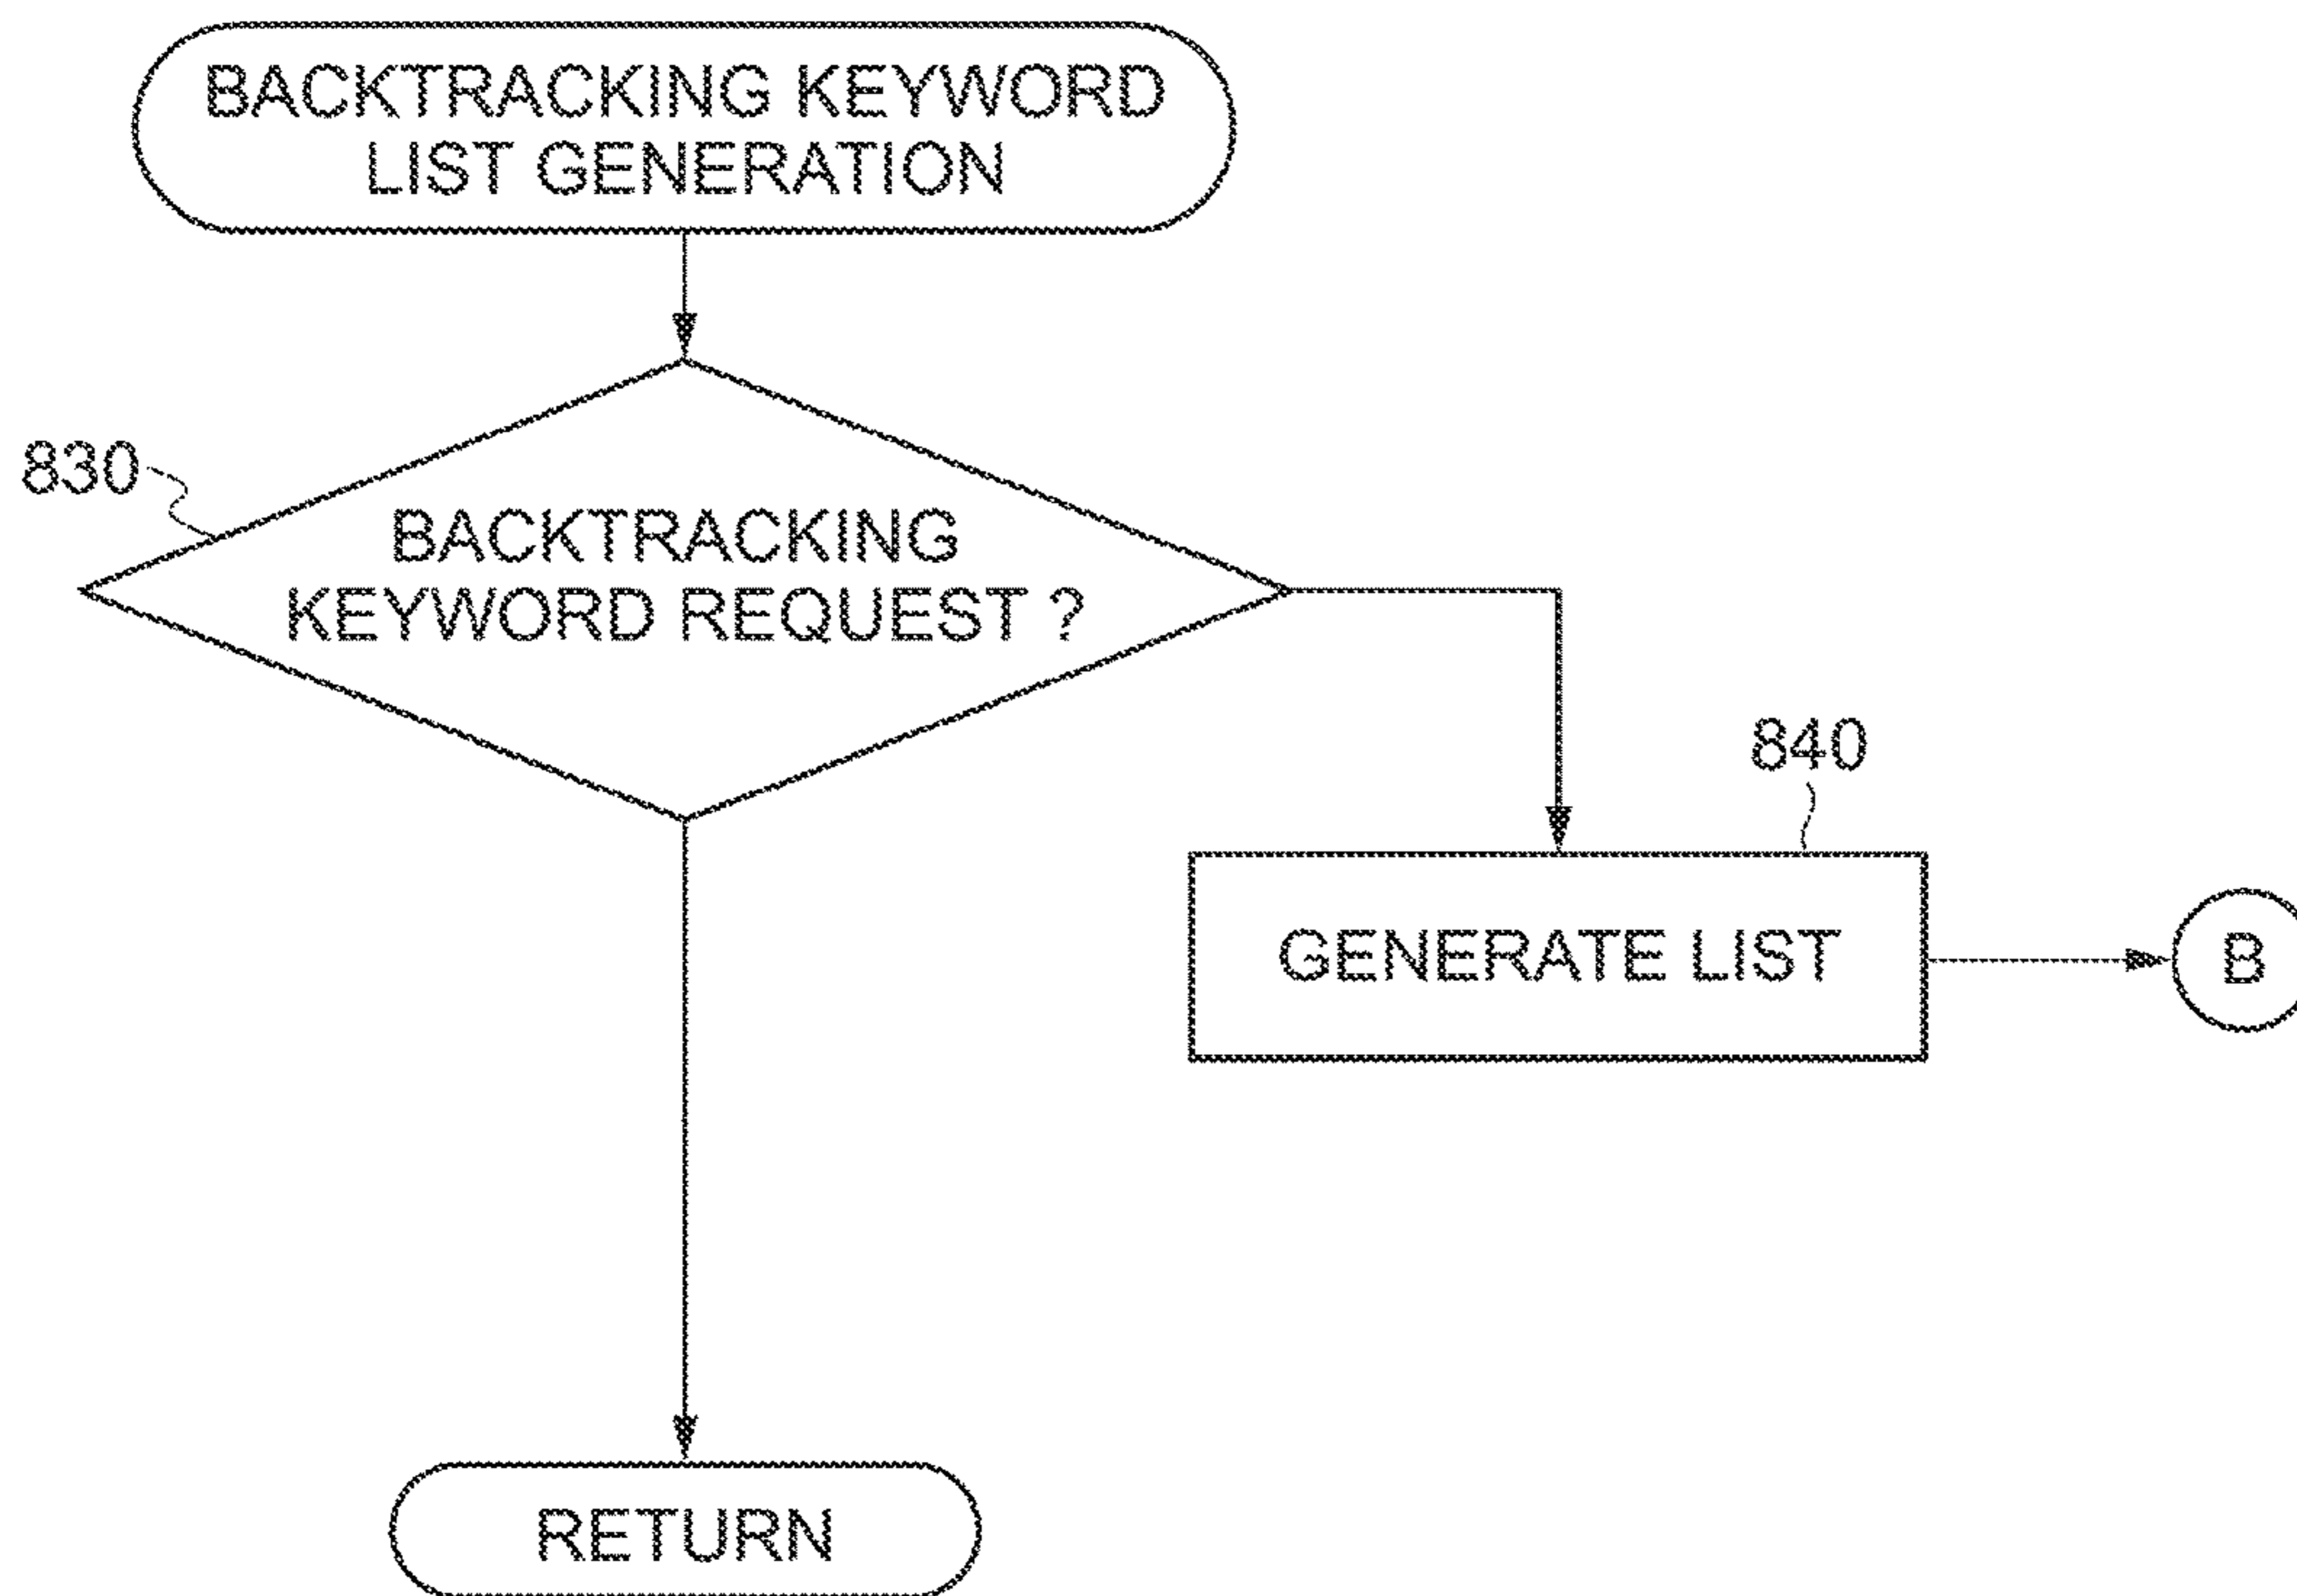 BACKTRACKING KEYWORD
LIST GENERATION
830
BACKTRACKING
KEYWORD REQUEST ?
840
GENERATE LIST
B
RETURN